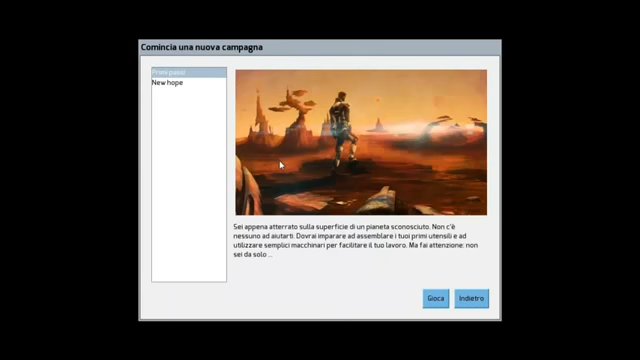 Comincia una nuova campagna
Primi passi
New hope
Sei appena atterrato sulla superficie di un pianeta sconosciuto. Non c'è
nessuno ad aiutarti. Dovrai imparare ad assemblare i tuoi primi utensili e ad
utilizzare semplici macchinari per facilitare il tuo lavoro. Ma fai attenzione: non
sei da solo ...
Gioca
Indietro